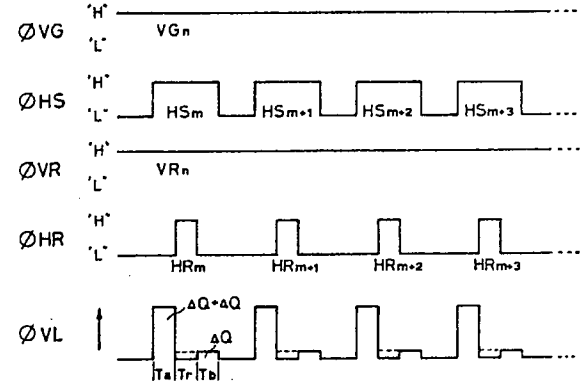 ØVG "H" "L" VGn
ØHS "H" "L" HSm HSm+1 HSm+2 HSm+3
ØVR "H" "L" VRn
ØHR "H" "L" HRm HRm+1 HRm+2 HRm+3
ØVL ΔQ+ΔQ ΔQ
Ta Tr Tb